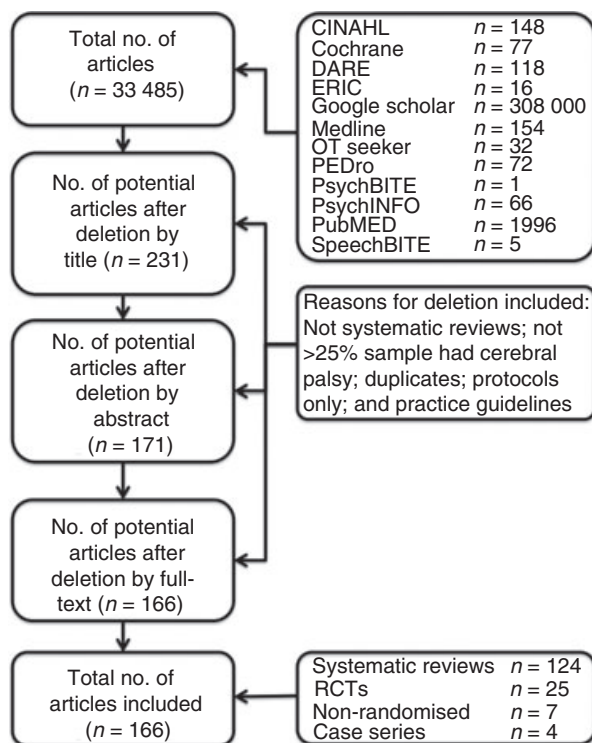 Total no. of
articles
(n = 33 485)
CINAHL n = 148
Cochrane n = 77
DARE n = 118
ERIC n = 16
Google scholar n = 308 000
Medline n = 154
OT seeker n = 32
PEDro n = 72
PsychBITE n = 1
PsychINFO n = 66
PubMED n = 1996
SpeechBITE n = 5
No. of potential
articles after
deletion by
title (n = 231)
Reasons for deletion included:
Not systematic reviews; not
>25% sample had cerebral
palsy; duplicates; protocols
only; and practice guidelines
No. of potential
articles after
deletion by
abstract
(n = 171)
No. of potential
articles after
deletion by full-
text (n = 166)
Total no. of
articles included
(n = 166)
Systematic reviews n = 124
RCTs n = 25
Non-randomised n = 7
Case series n = 4